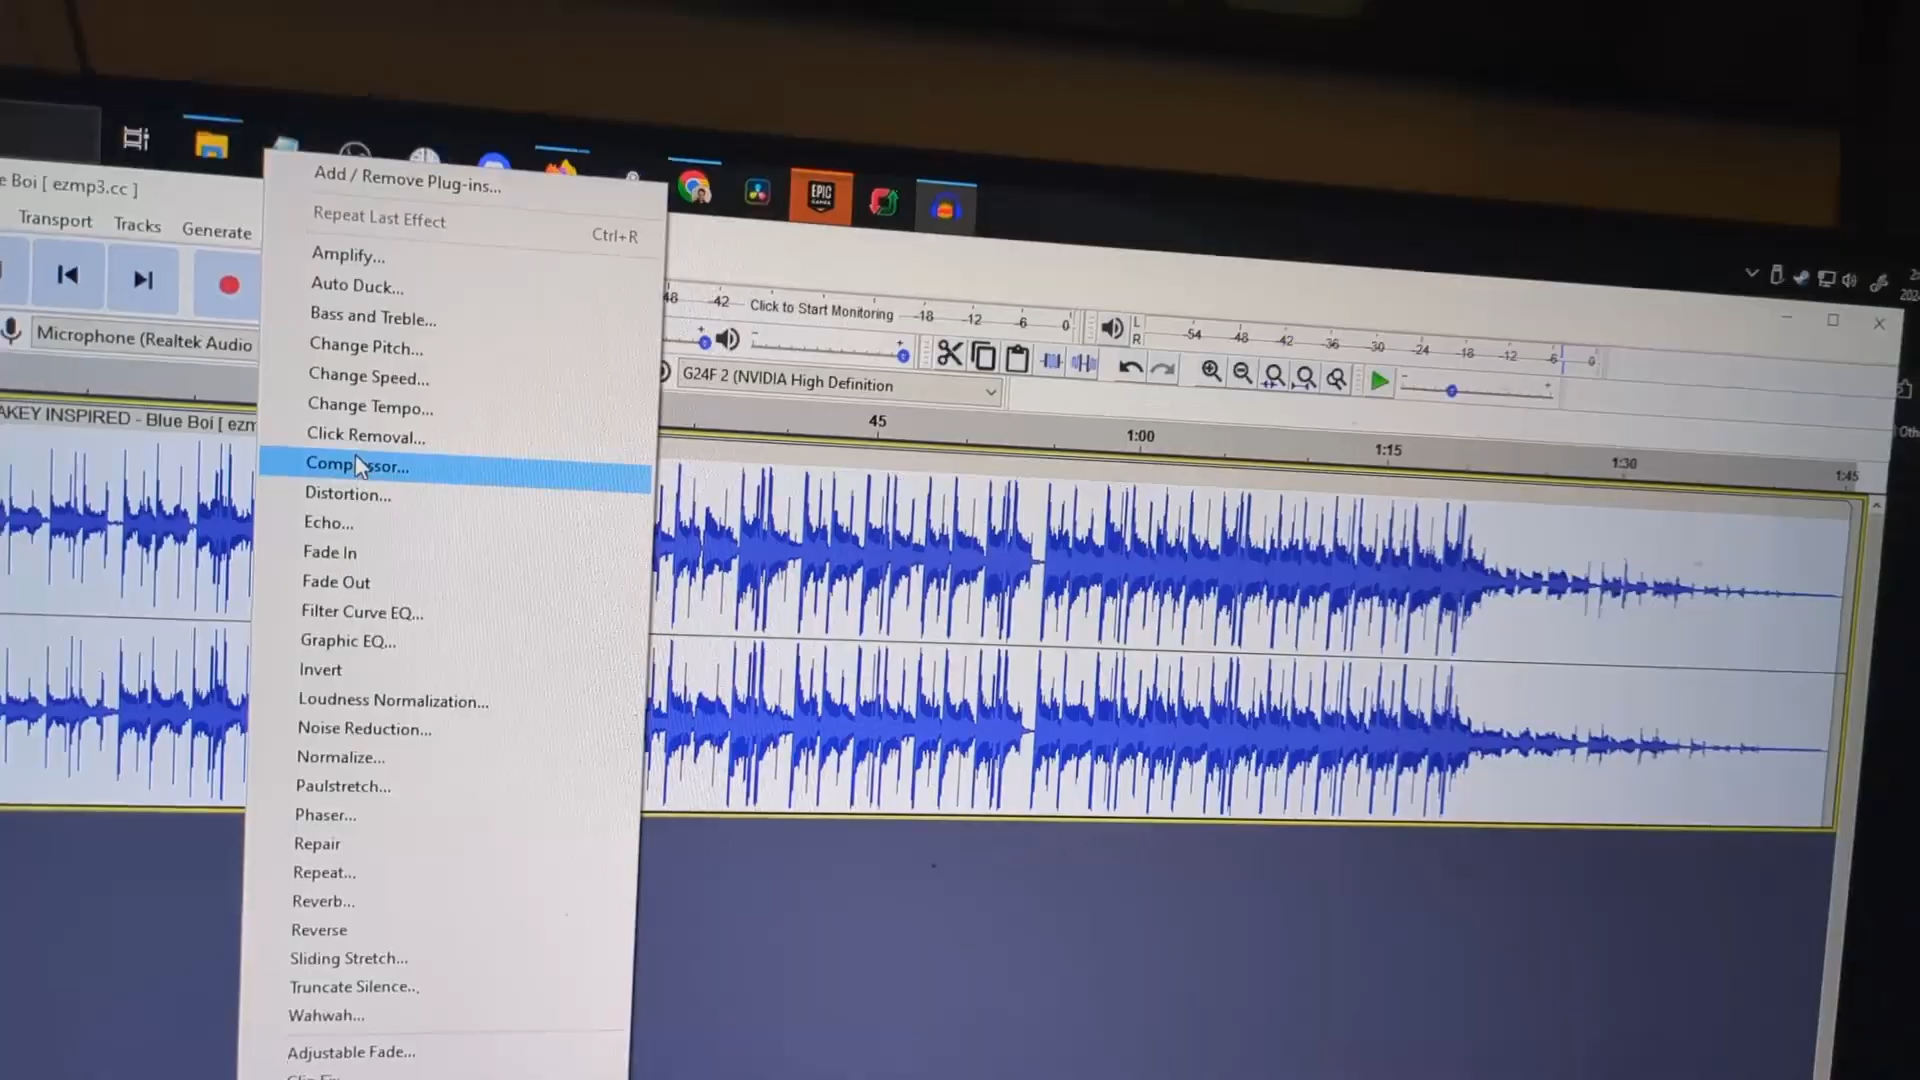 e Boi [ ezmp3.cc ]
Transport Tracks Generate
Microphone (Realtek Audio
AKEY INSPIRED - Blue Boi [ ezm
Add / Remove Plug-ins...
Repeat Last Effect Ctrl+R
Amplify...
Auto Duck...
Bass and Treble...
Change Pitch...
Change Speed...
Change Tempo...
Click Removal...
Distortion...
Echo...
Fade In
Fade Out
Filter Curve EQ...
Graphic EQ...
Invert
Loudness Normalization...
Noise Reduction...
Normalize...
Paulstretch...
Phaser...
Repair
Repeat...
Reverb...
Reverse
Sliding Stretch...
Truncate Silence...
Wahwah...
Adjustable Fade...
EPIC
GAMES
48 -42 Click to Start Monitoring -18 -12 -6 0
L
R
-54 -48 -42 -36 -30 -24 -18 -12 -6 0
G24F 2 (NVIDIA High Definition
45 1:00 1:15 1:30 1:45
Oth